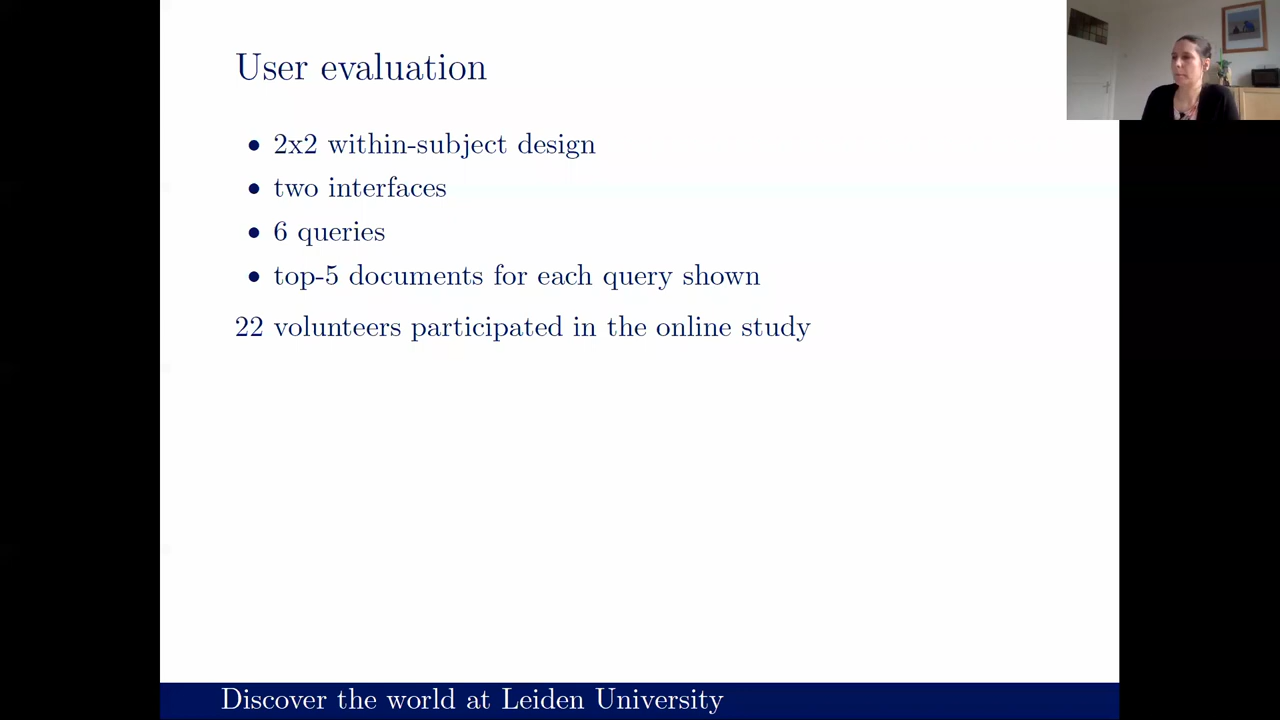 User evaluation
• 2x2 within-subject design
• two interfaces
• 6 queries
• top-5 documents for each query shown
22 volunteers participated in the online study
Discover the world at Leiden University